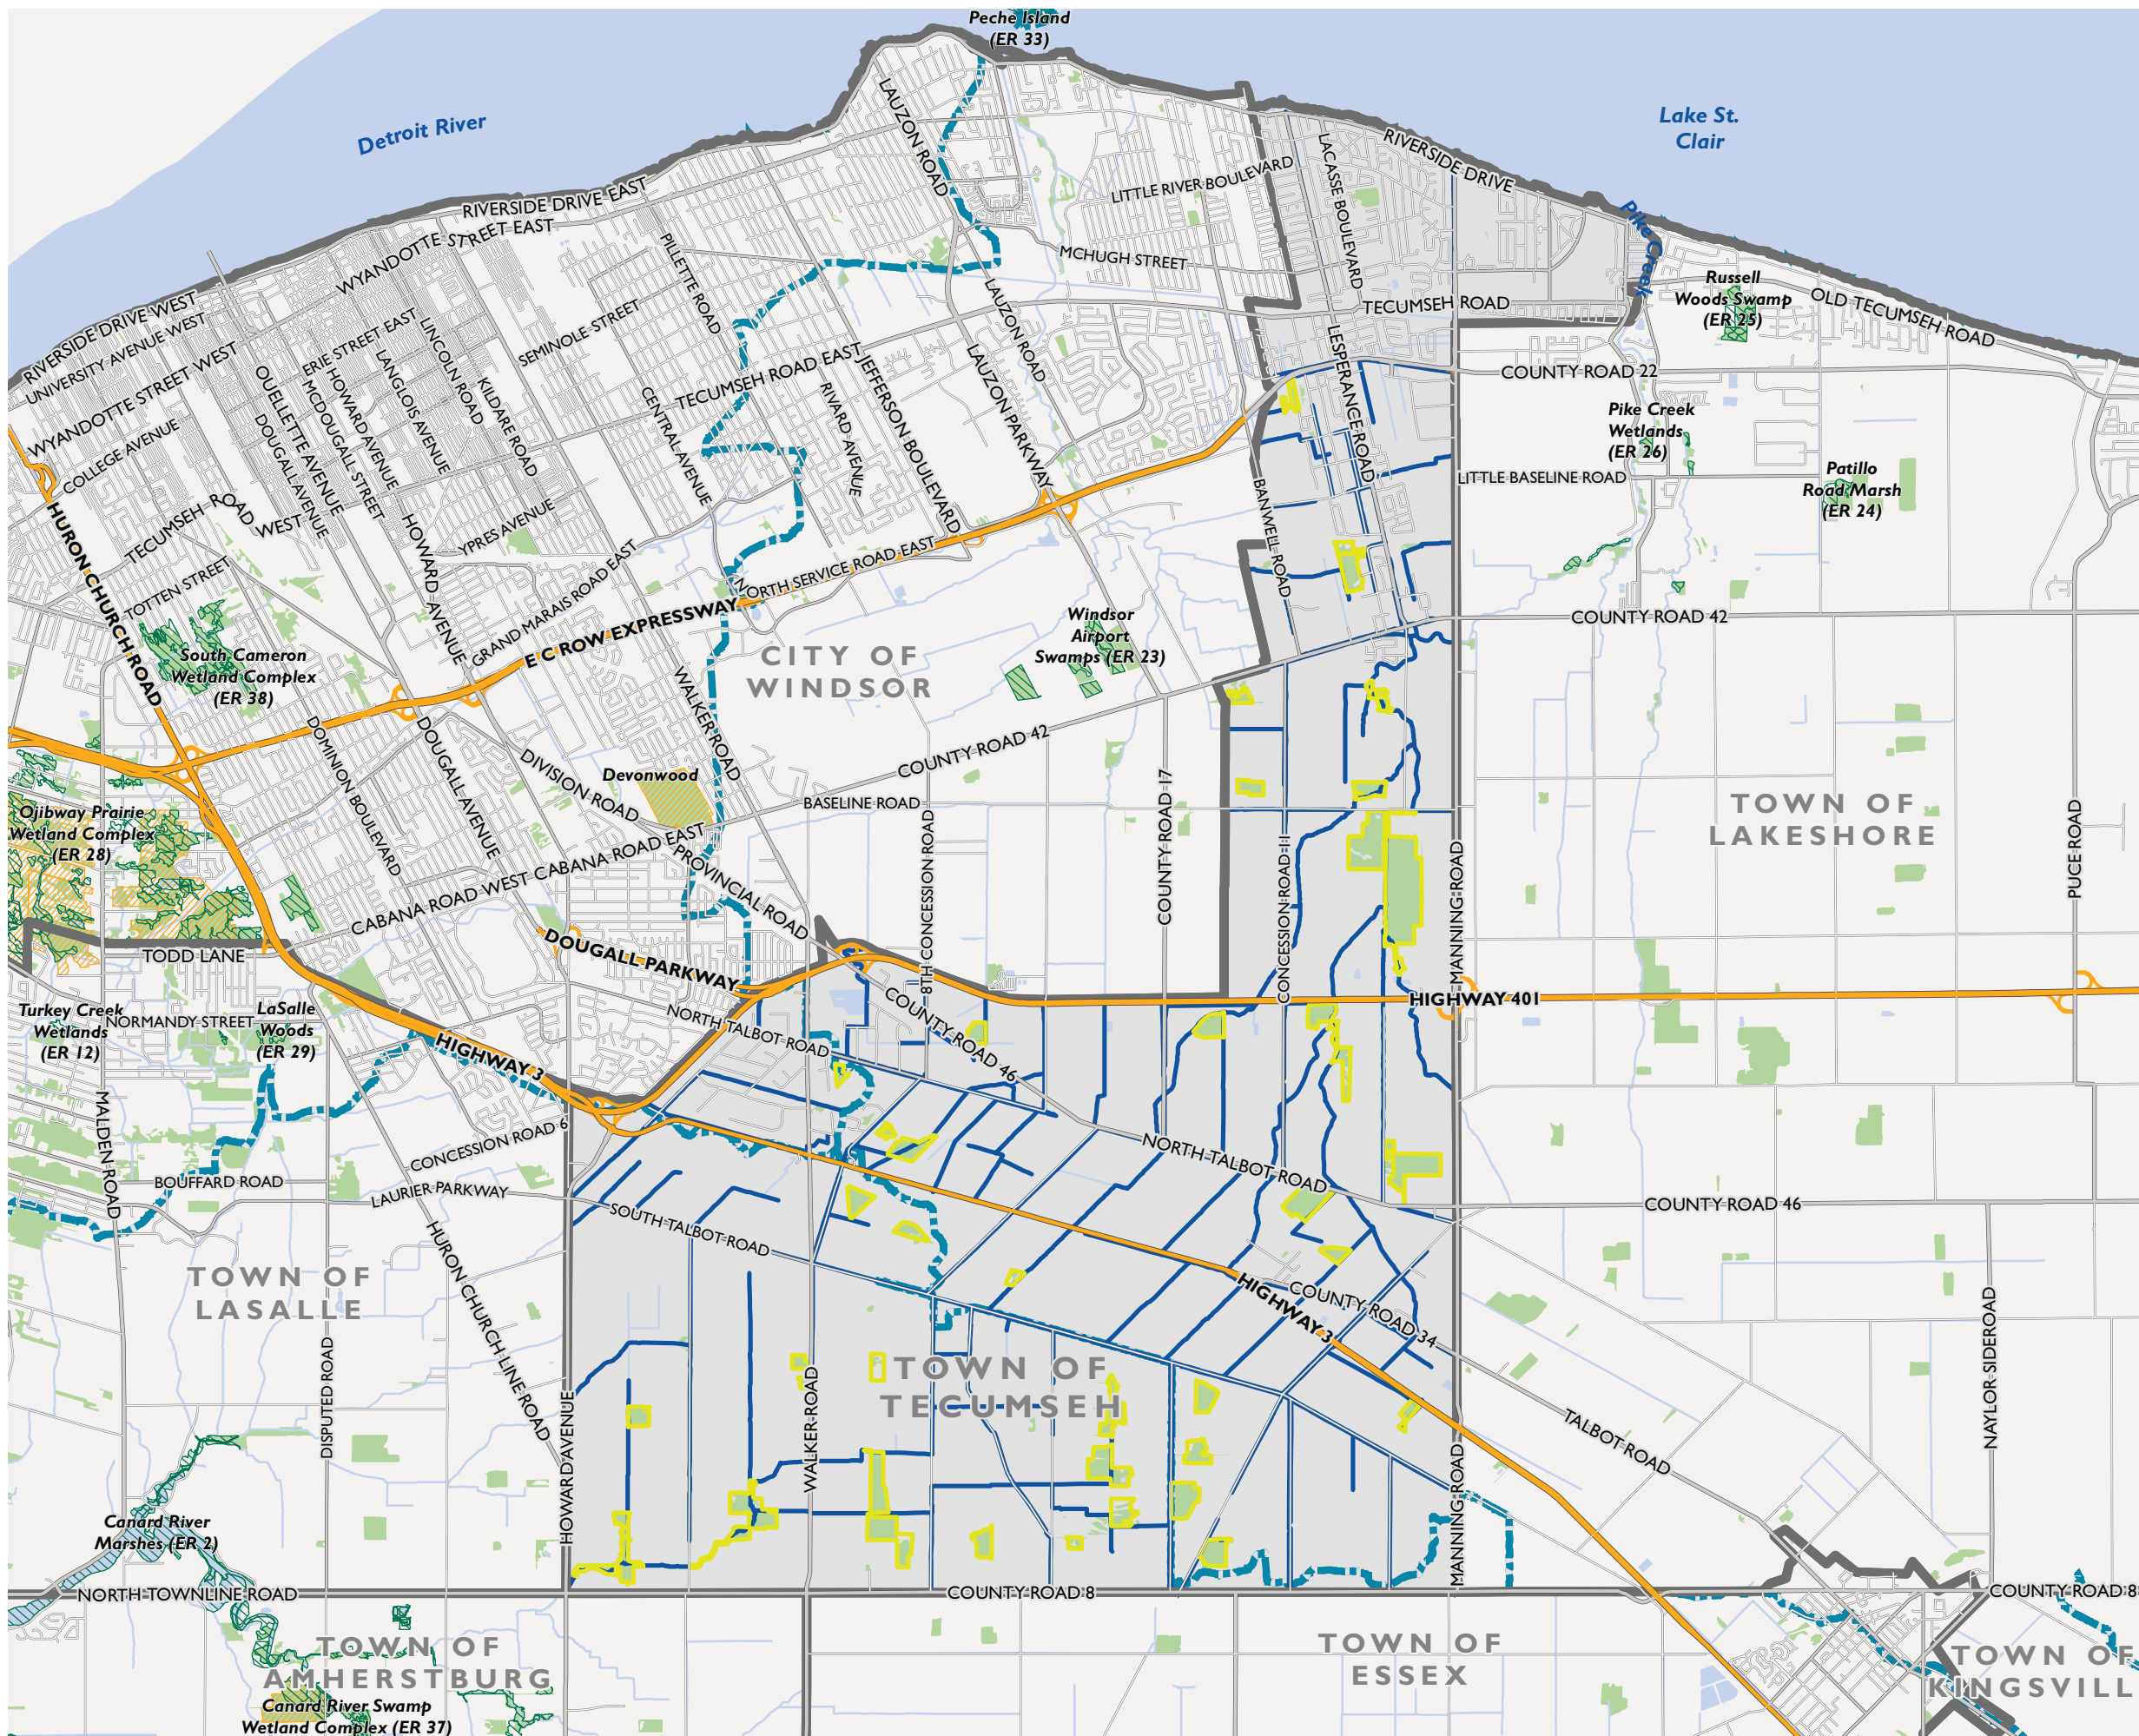 Peche Island
(ER 33)
Detroit River
Lake St.
Clair
LAUZON ROAD
LACASSE BOULEVARD
RIVERSIDE DRIVE
LITTLE RIVER BOULEVARD
RIVERSIDE DRIVE EAST
WYANDOTTE STREET EAST
PILLETTE ROAD
MCHUGH STREET
Pike Creek
Russell
Woods Swamp
(ER 25)
OLD TECUMSEH ROAD
TECUMSEH ROAD
LAUZON ROAD
RIVERSIDE DRIVE WEST
UNIVERSITY AVENUE WEST
WYANDOTTE STREET WEST
ERIE STREET EAST
LINCOLN ROAD
SEMINOLE STREET
LESPERANCE ROAD
TECUMSEH ROAD EAST
JEFFERSON BOULEVARD
LAUZON PARKWAY
COUNTY ROAD 22
OUELLETTE AVENUE
MCDOUGALL STREET
HOWARD AVENUE
LANGLOIS AVENUE
KILDARE ROAD
CENTRAL AVENUE
RIVARD AVENUE
DOUGALL AVENUE
COLLEGE AVENUE
Pike Creek
Wetlands
(ER 26)
LITTLE BASELINE ROAD
Patillo
Road Marsh
(ER 24)
TECUMSEH ROAD
WEST
HURON CHURCH ROAD
HOWARD AVENUE
YPRES AVENUE
BANWELL ROAD
TOTTEN STREET
GRAND MARAIS ROAD EAST
NORTH SERVICE ROAD EAST
E C ROW EXPRESSWAY
COUNTY ROAD 42
Windsor
Airport
Swamps (ER 23)
CITY OF
WINDSOR
South Cameron
Wetland Complex
(ER 38)
WALKER ROAD
DOMINION BOULEVARD
DOUGALL AVENUE
DIVISION ROAD
Devonwood
COUNTY ROAD 42
BASELINE ROAD
COUNTY ROAD 17
TOWN OF
LAKESHORE
PUCE ROAD
Ojibway Prairie
Wetland Complex
(ER 28)
CABANA ROAD WEST
CABANA ROAD EAST
PROVINCIAL ROAD
8TH CONCESSION ROAD
CONCESSION ROAD 11
MANNING ROAD
TODD LANE
DOUGALL PARKWAY
HIGHWAY 401
Turkey Creek
Wetlands
(ER 12)
NORMANDY STREET
LaSalle
Woods
(ER 29)
HIGHWAY 3
NORTH TALBOT ROAD
COUNTY ROAD 46
MALDEN ROAD
CONCESSION ROAD 6
NORTH TALBOT ROAD
BOUFFARD ROAD
LAURIER PARKWAY
SOUTH TALBOT ROAD
COUNTY ROAD 46
HURON CHURCH LINE ROAD
TOWN OF
LASALLE
HIGHWAY 3
COUNTY ROAD 34
NAYLOR SIDEROAD
DISPUTED ROAD
HOWARD AVENUE
WALKER ROAD
TOWN OF
TECUMSEH
TALBOT ROAD
MANNING ROAD
Canard River
Marshes (ER 2)
NORTH TOWNLINE ROAD
COUNTY ROAD 8
COUNTY ROAD 8
TOWN OF
AMHERSTBURG
TOWN OF
ESSEX
TOWN OF
KINGSVILL
Canard River Swamp
Wetland Complex (ER 37)